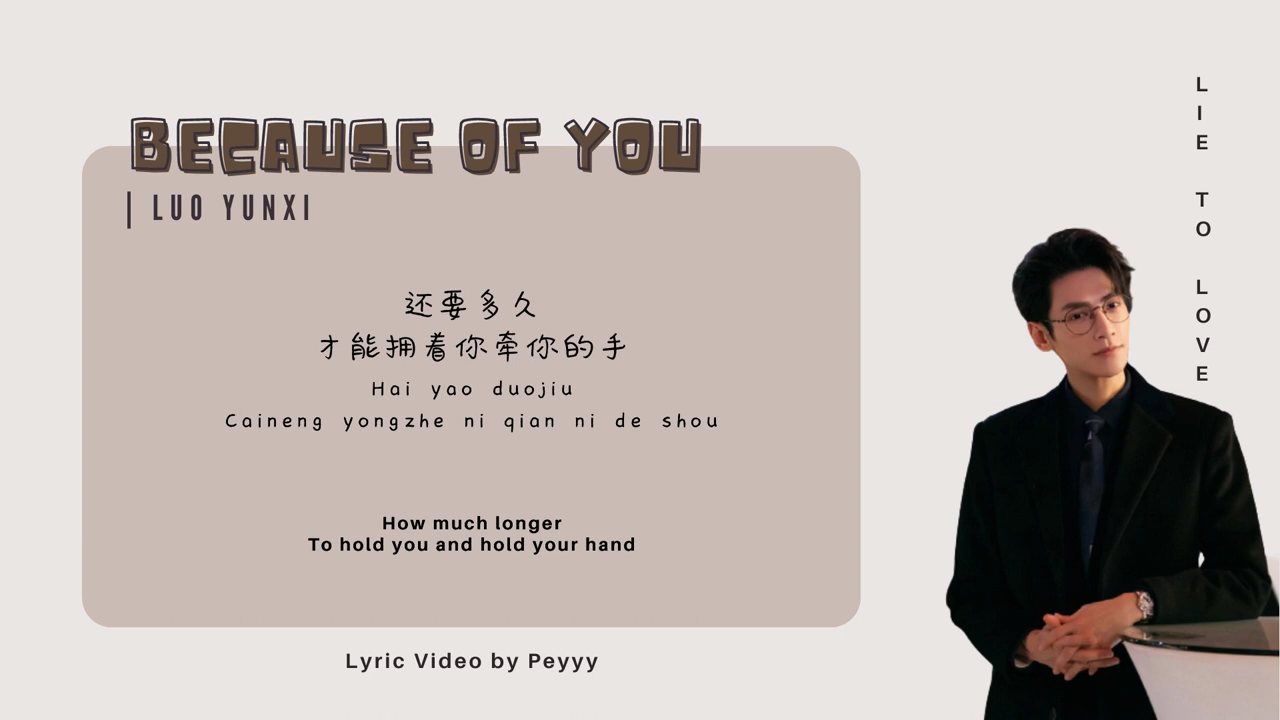 BECAUSE OF YOU
| LUO YUNXI
还要多久
才能拥着你牵你的手
Hai yao duojiu
Caineng yongzhe ni qian ni de shou
How much longer
To hold you and hold your hand
Lyric Video by Peyyy
LIE TO LOVE